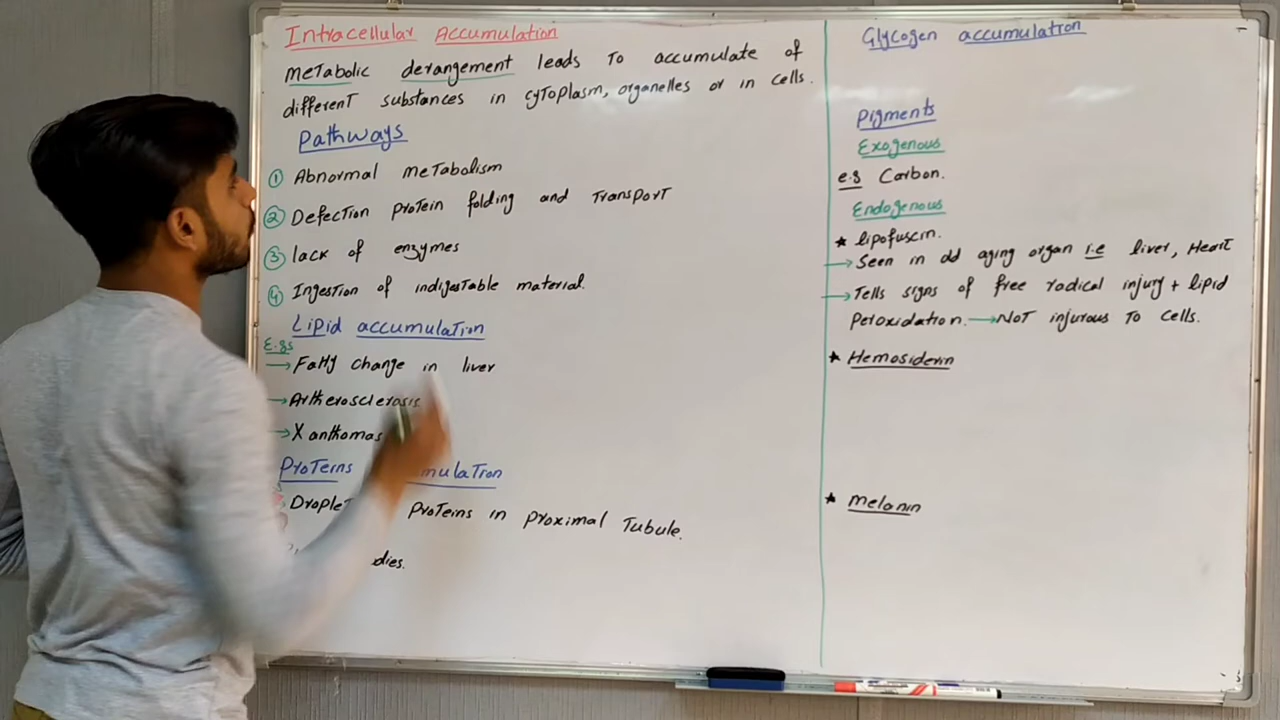 Intracellular Accumulation
Metabolic derangement leads to accumulate of
different substances in cytoplasm, organelles or in cells.
Pathways
① Abnormal metabolism
② Defection protein folding and transport
③ lack of enzymes
④ Ingestion of indigestable material.
Lipid accumulation
E.gs
→ Fatty change in liver
→ Artherosclerosis
→ Xanthomas
Proteins
Proteins in proximal Tubule.
Glycogen accumulation
Pigments
Exogenous
e.g Carbon.
Endogenous
★ lipofuscin.
→ Seen in old aging organ i.e liver, Heart
→ Tells signs of free radical injury + lipid
Peroxidation. → Not injurous to cells.
★ Hemosiderin
★ Melanin